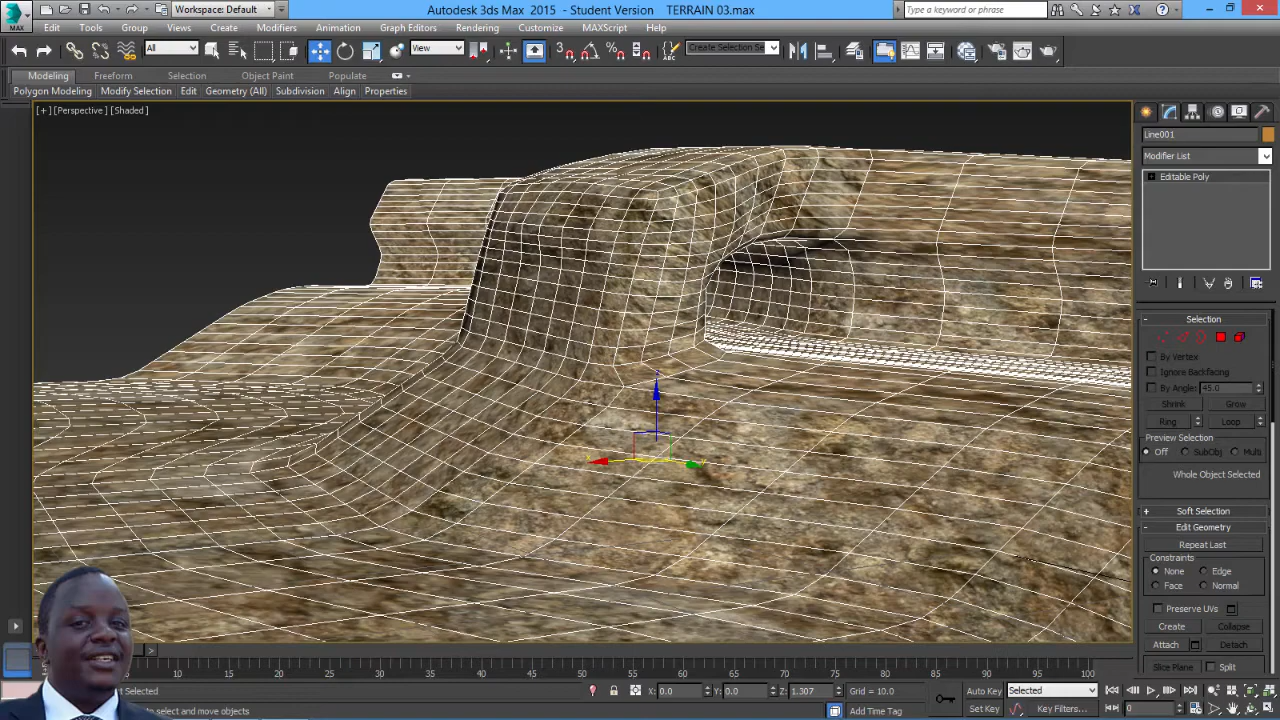 Workspace: Default
Autodesk 3ds Max 2015 - Student Version TERRAIN 03.max
Type a keyword or phrase
MAX
Edit Tools Group Views Create Modifiers Animation Graph Editors Rendering Customize MAXScript Help
All
View
Create Selection Se
Modeling Freeform Selection Object Paint Populate
Polygon Modeling Modify Selection Edit Geometry (All) Subdivision Align Properties
[+][Perspective][Shaded]
Line001
Modifier List
Editable Poly
Selection
By Vertex
Ignore Backfacing
By Angle: 45.0
Shrink Grow
Ring Loop
Preview Selection
Off SubObj Multi
Whole Object Selected
Soft Selection
Edit Geometry
Repeat Last
Constraints
None Edge
Face Normal
Preserve UVs
Create Collapse
Attach Detach
Slice Plane Split
10 15 20 25 30 35 40 45 50 55 60 65 70 75 80 85 90 95 100
t Selected
X: 0.0 Y: 0.0 Z: 1.307 Grid = 10.0
Auto Key Selected
to select and move objects
Add Time Tag
Set Key Key Filters... 0